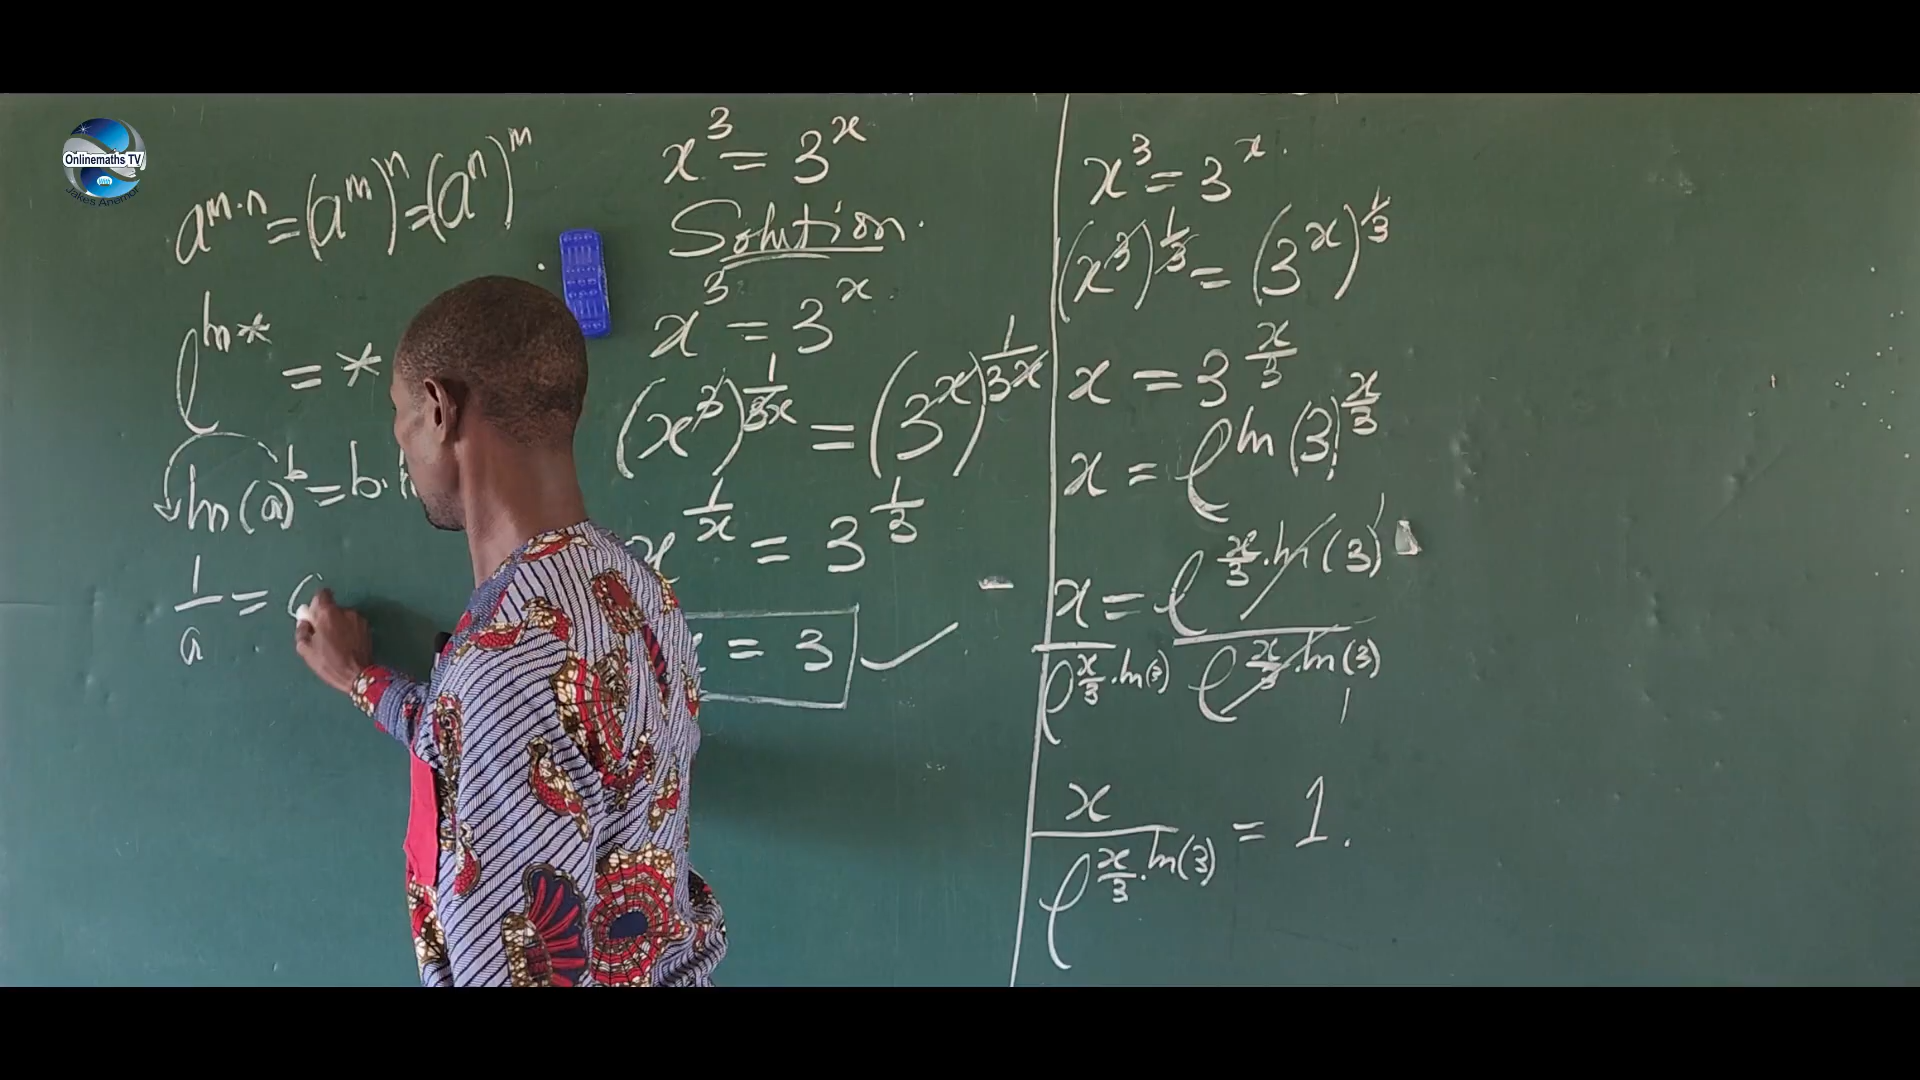 Onlinemaths TV
Jakes Anamor
a^{m·n} = (a^m)^n = (a^n)^m
e^{ln *} = *
ln(a)^b = b·
1/a =
x^3 = 3^x
Solution.
x^3 = 3^x
(x^3)^{1/3x} = (3^x)^{1/3x}
x^{1/x} = 3^{1/3}
x = 3 ✓
x^3 = 3^x
(x^3)^{1/3} = (3^x)^{1/3}
x = 3^{x/3}
x = e^{ln(3)^{x/3}}
x/e^{x/3·ln(3)} = e^{x/3·ln(3)}/e^{x/3·ln(3)}
x/e^{x/3·ln(3)} = 1.